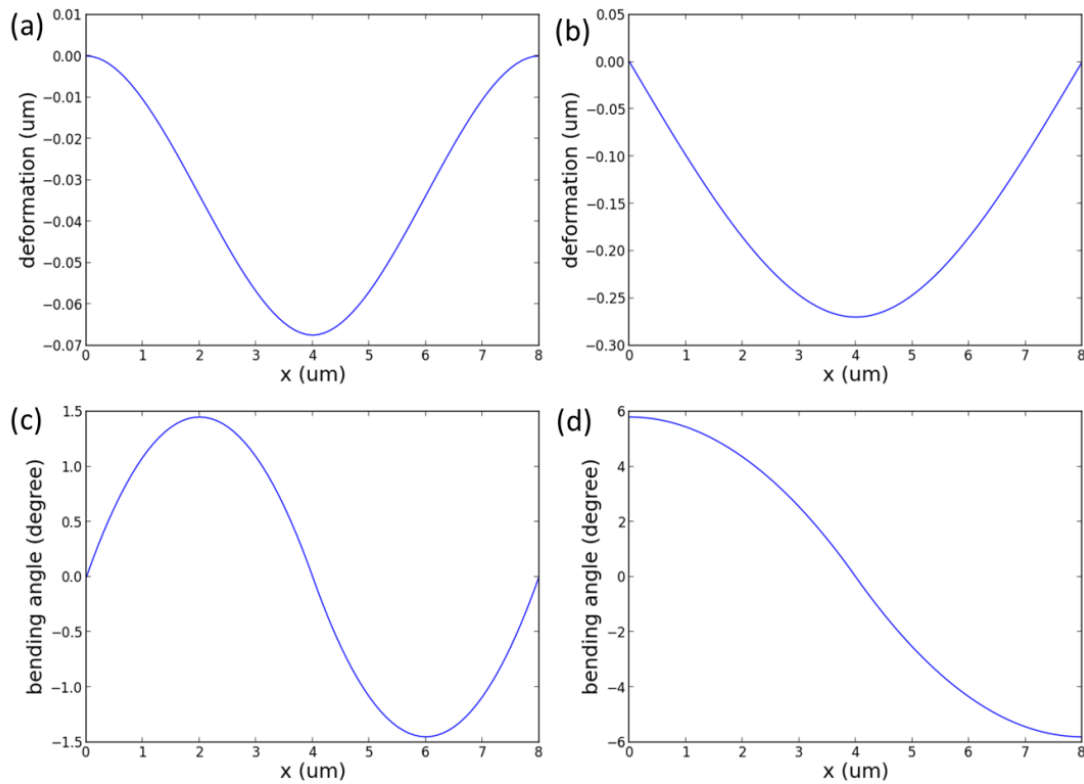 (a)
0.01
0.00
−0.01
−0.02
−0.03
−0.04
−0.05
−0.06
−0.07
deformation (um)
0 1 2 3 4 5 6 7 8
x (um)
(b)
0.05
0.00
−0.05
−0.10
−0.15
−0.20
−0.25
−0.30
deformation (um)
0 1 2 3 4 5 6 7 8
x (um)
(c)
1.5
1.0
0.5
0.0
−0.5
−1.0
−1.5
bending angle (degree)
0 1 2 3 4 5 6 7 8
x (um)
(d)
6
4
2
0
−2
−4
−6
bending angle (degree)
0 1 2 3 4 5 6 7 8
x (um)